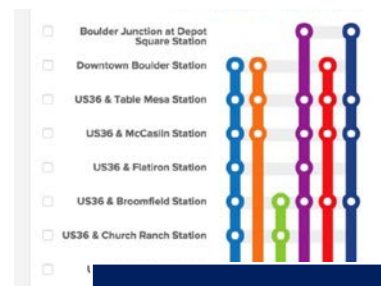 Boulder Junction at Depot
Square Station
Downtown Boulder Station
US36 & Table Mesa Station
US36 & McCaslin Station
US36 & Flatiron Station
US36 & Broomfield Station
US36 & Church Ranch Station